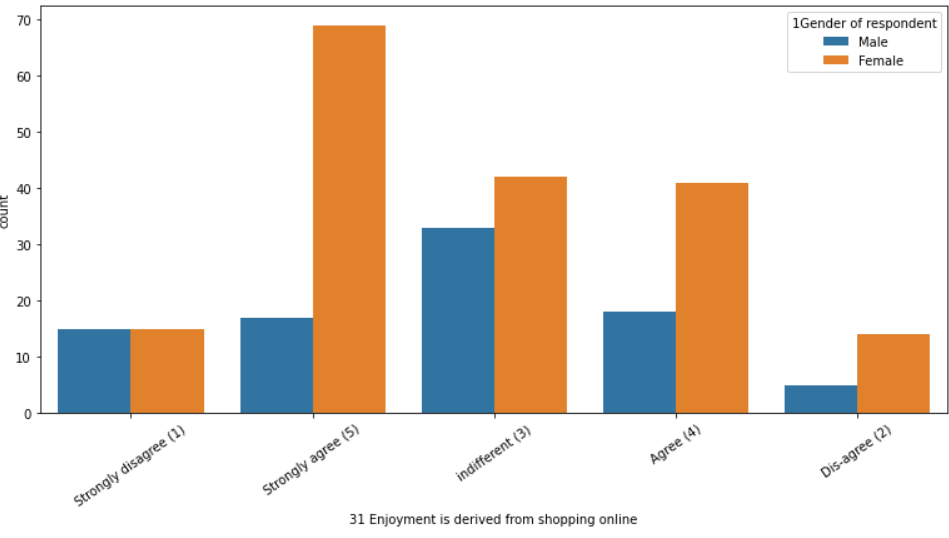 1Gender of respondent
Male
Female
70
60
50
40
30
20
10
0
count
Strongly disagree (1)
Strongly agree (5)
indifferent (3)
Agree (4)
Dis-agree (2)
31 Enjoyment is derived from shopping online